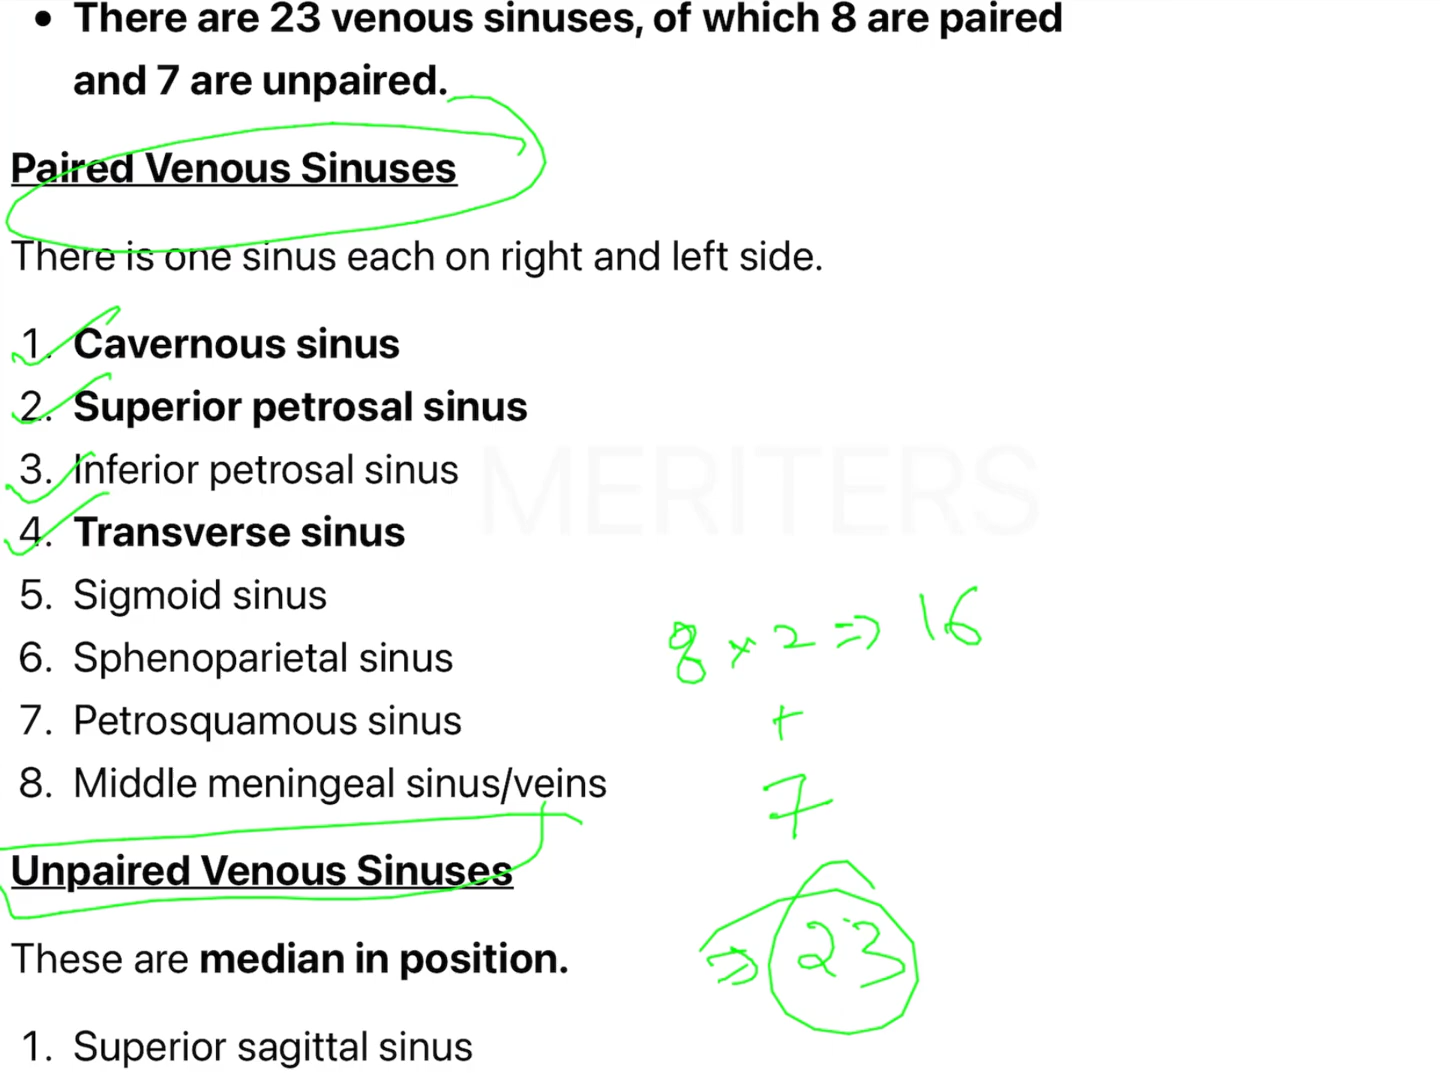 • There are 23 venous sinuses, of which 8 are paired
and 7 are unpaired.
Paired Venous Sinuses
There is one sinus each on right and left side.
1. Cavernous sinus
2. Superior petrosal sinus
3. Inferior petrosal sinus
MERITERS
4. Transverse sinus
5. Sigmoid sinus
8 × 2 => 16
6. Sphenoparietal sinus
7. Petrosquamous sinus
+
8. Middle meningeal sinus/veins
7
Unpaired Venous Sinuses
These are median in position.
=> 23
1. Superior sagittal sinus